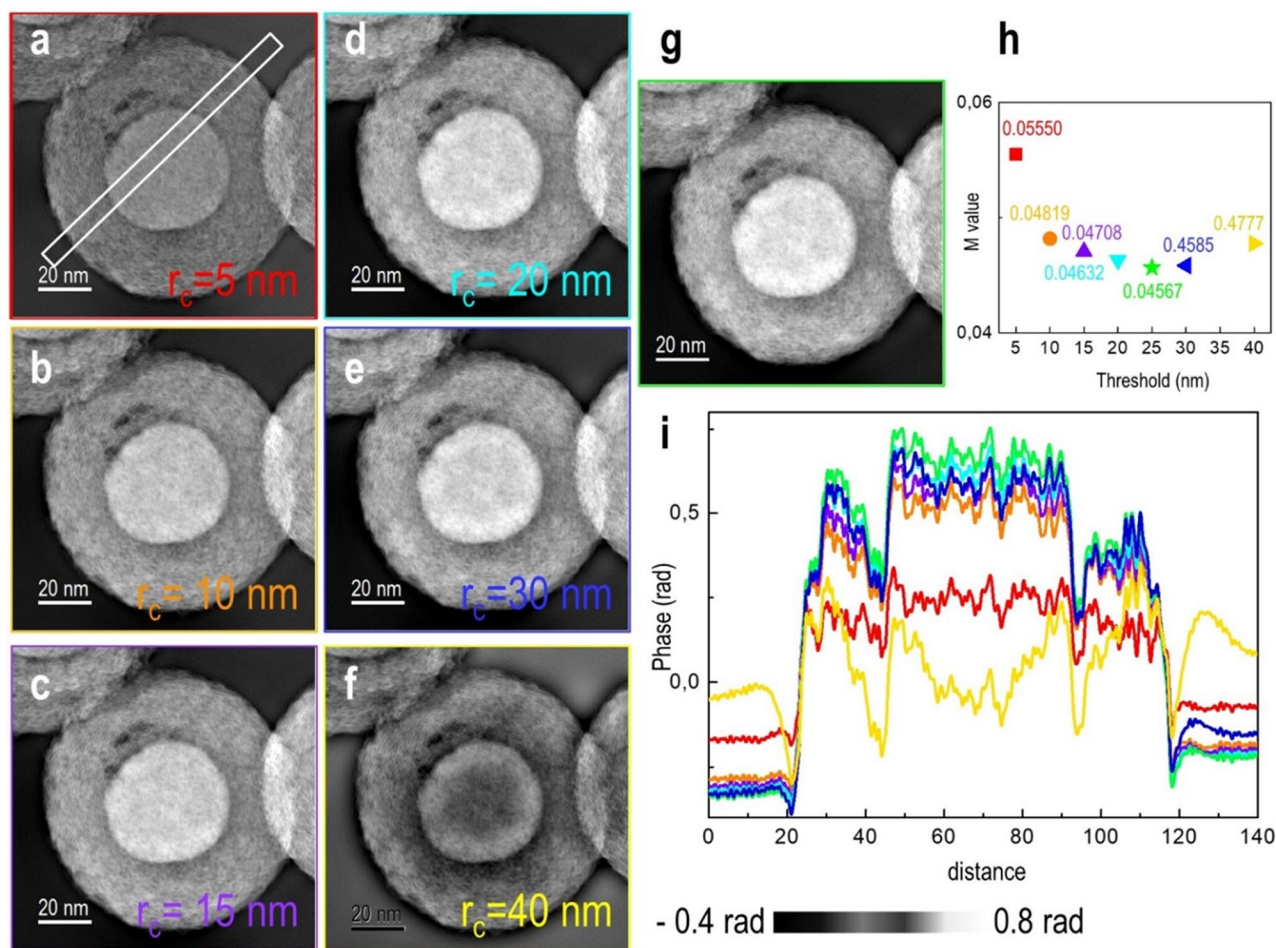 a
20 nm
rc=5 nm
b
20 nm
rc= 10 nm
c
20 nm
rc= 15 nm
d
20 nm
rc= 20 nm
e
20 nm
rc=30 nm
f
20 nm
rc=40 nm
g
20 nm
h
0,06
0.05550
0.04819
0.04708
0.04632
0.04567
0.4585
0.4777
M value
0,04
5 10 15 20 25 30 35 40
Threshold (nm)
i
0,5
0,0
Phase (rad)
0 20 40 60 80 100 120 140
distance
- 0.4 rad 0.8 rad